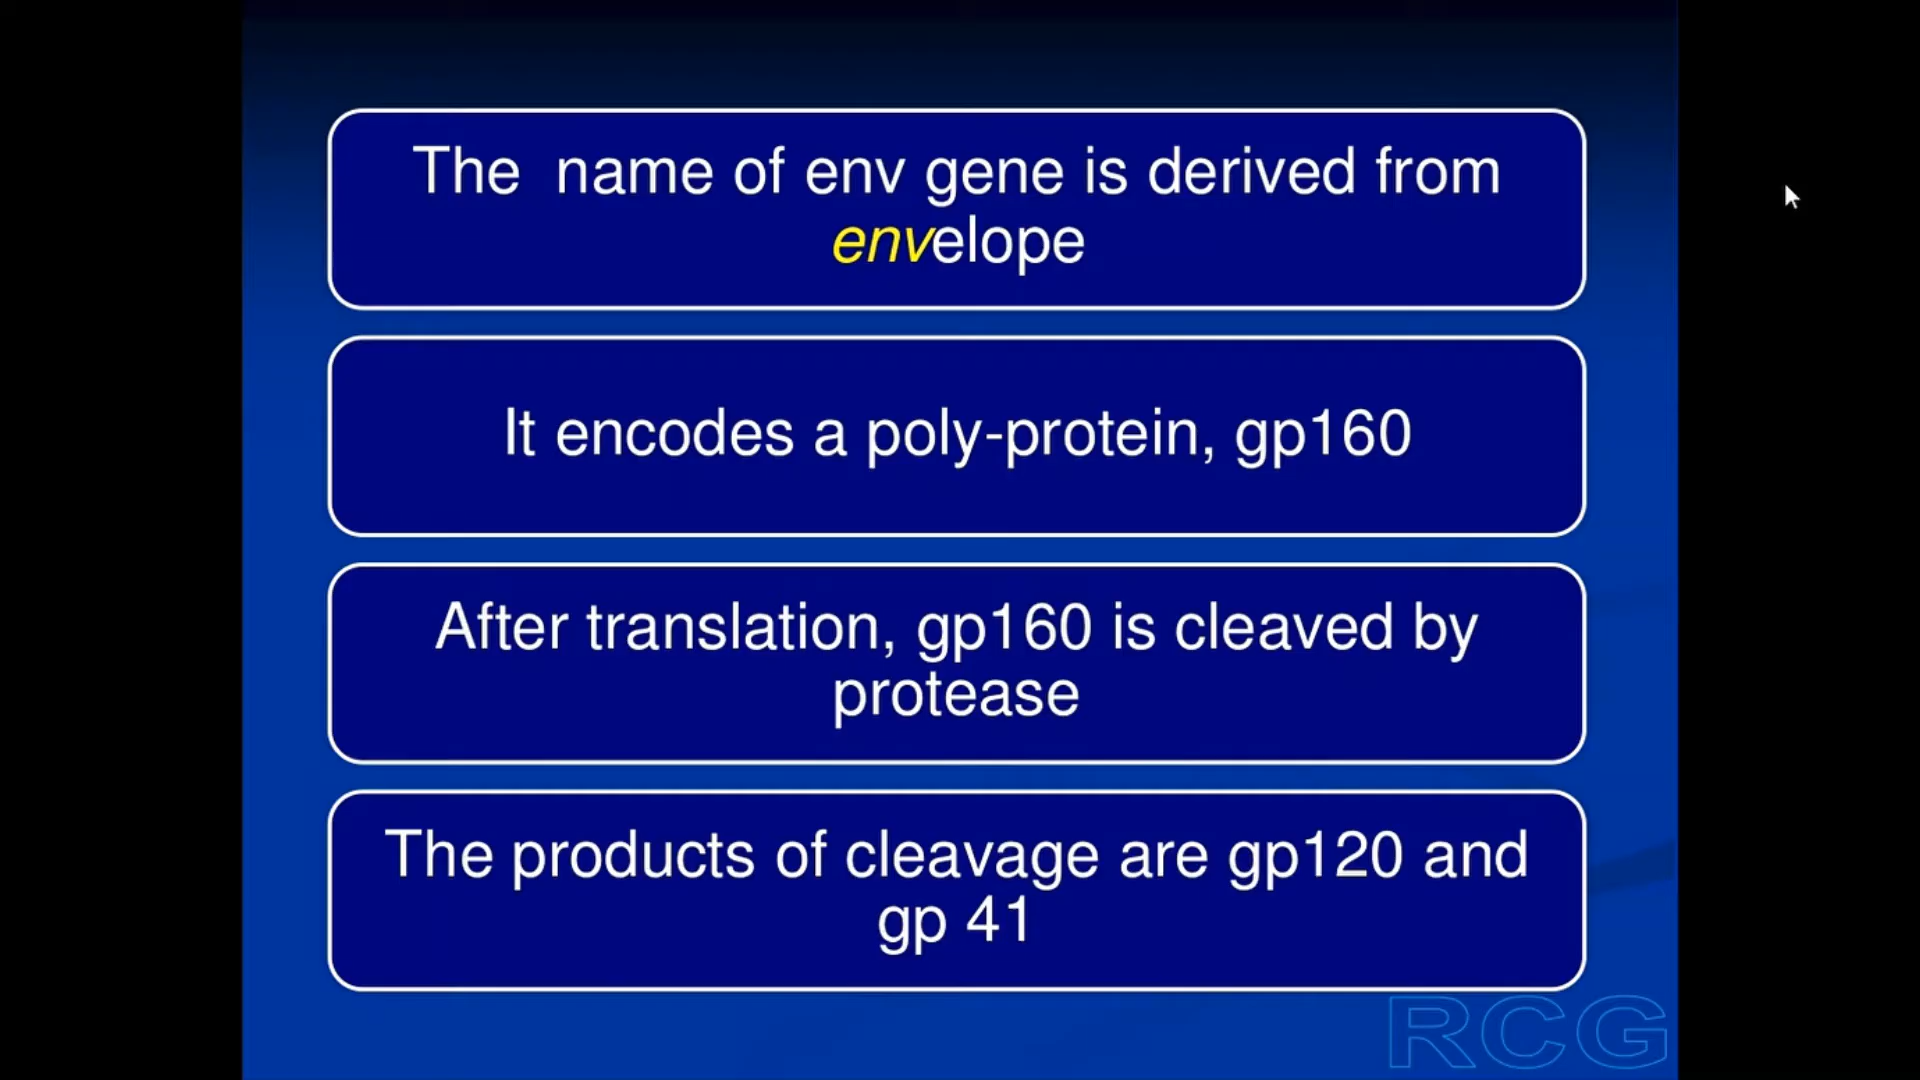 The  name of env gene is derived from
envelope
It encodes a poly-protein, gp160
After translation, gp160 is cleaved by
protease
The products of cleavage are gp120 and
gp 41
RCG